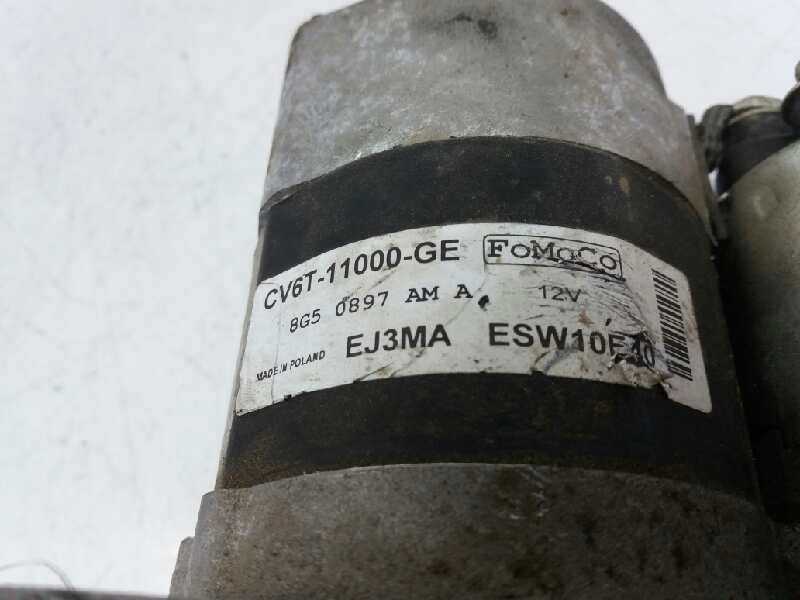 CV6T-11000-GE FoMoCo
8G5 0897 AM A 12V
MADE IN POLAND EJ3MA ESW10E40